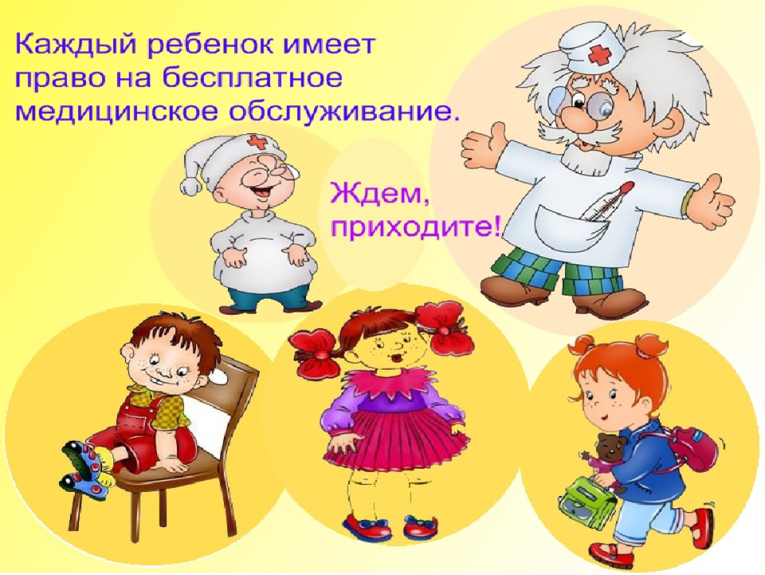 Каждый ребенок имеет
право на бесплатное
медицинское обслуживание.
Ждем,
приходите!